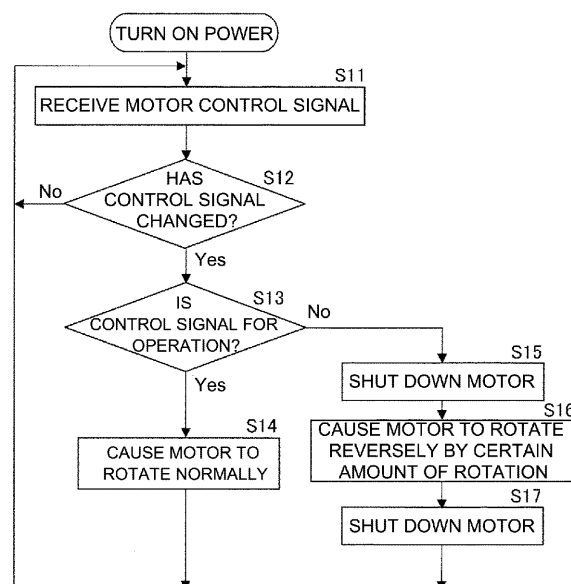 TURN ON POWER
S11
RECEIVE MOTOR CONTROL SIGNAL
S12
HAS
CONTROL SIGNAL
CHANGED?
No
Yes
S13
IS
CONTROL SIGNAL FOR
OPERATION?
No
Yes
S14
CAUSE MOTOR TO
ROTATE NORMALLY
S15
SHUT DOWN MOTOR
S16
CAUSE MOTOR TO ROTATE
REVERSELY BY CERTAIN
AMOUNT OF ROTATION
S17
SHUT DOWN MOTOR